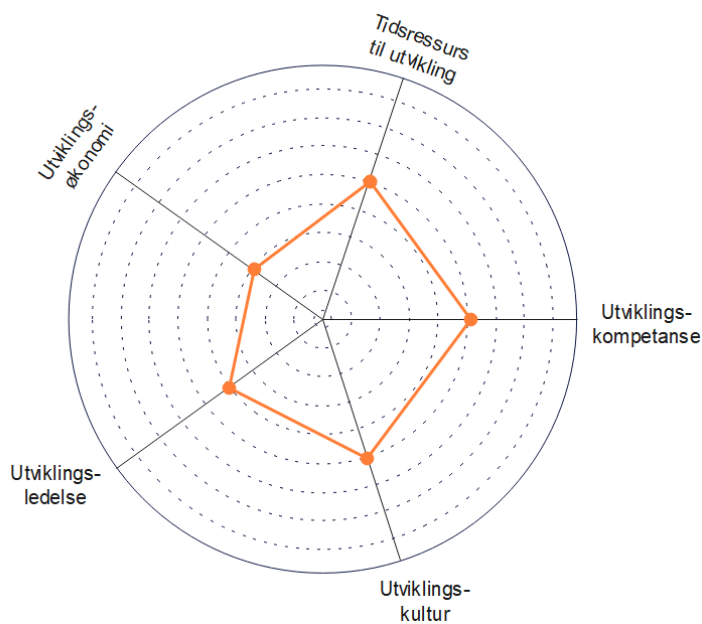 Tidsressurs
til utvikling
Utviklings-
økonomi
Utviklings-
kompetanse
Utviklings-
ledelse
Utviklings-
kultur